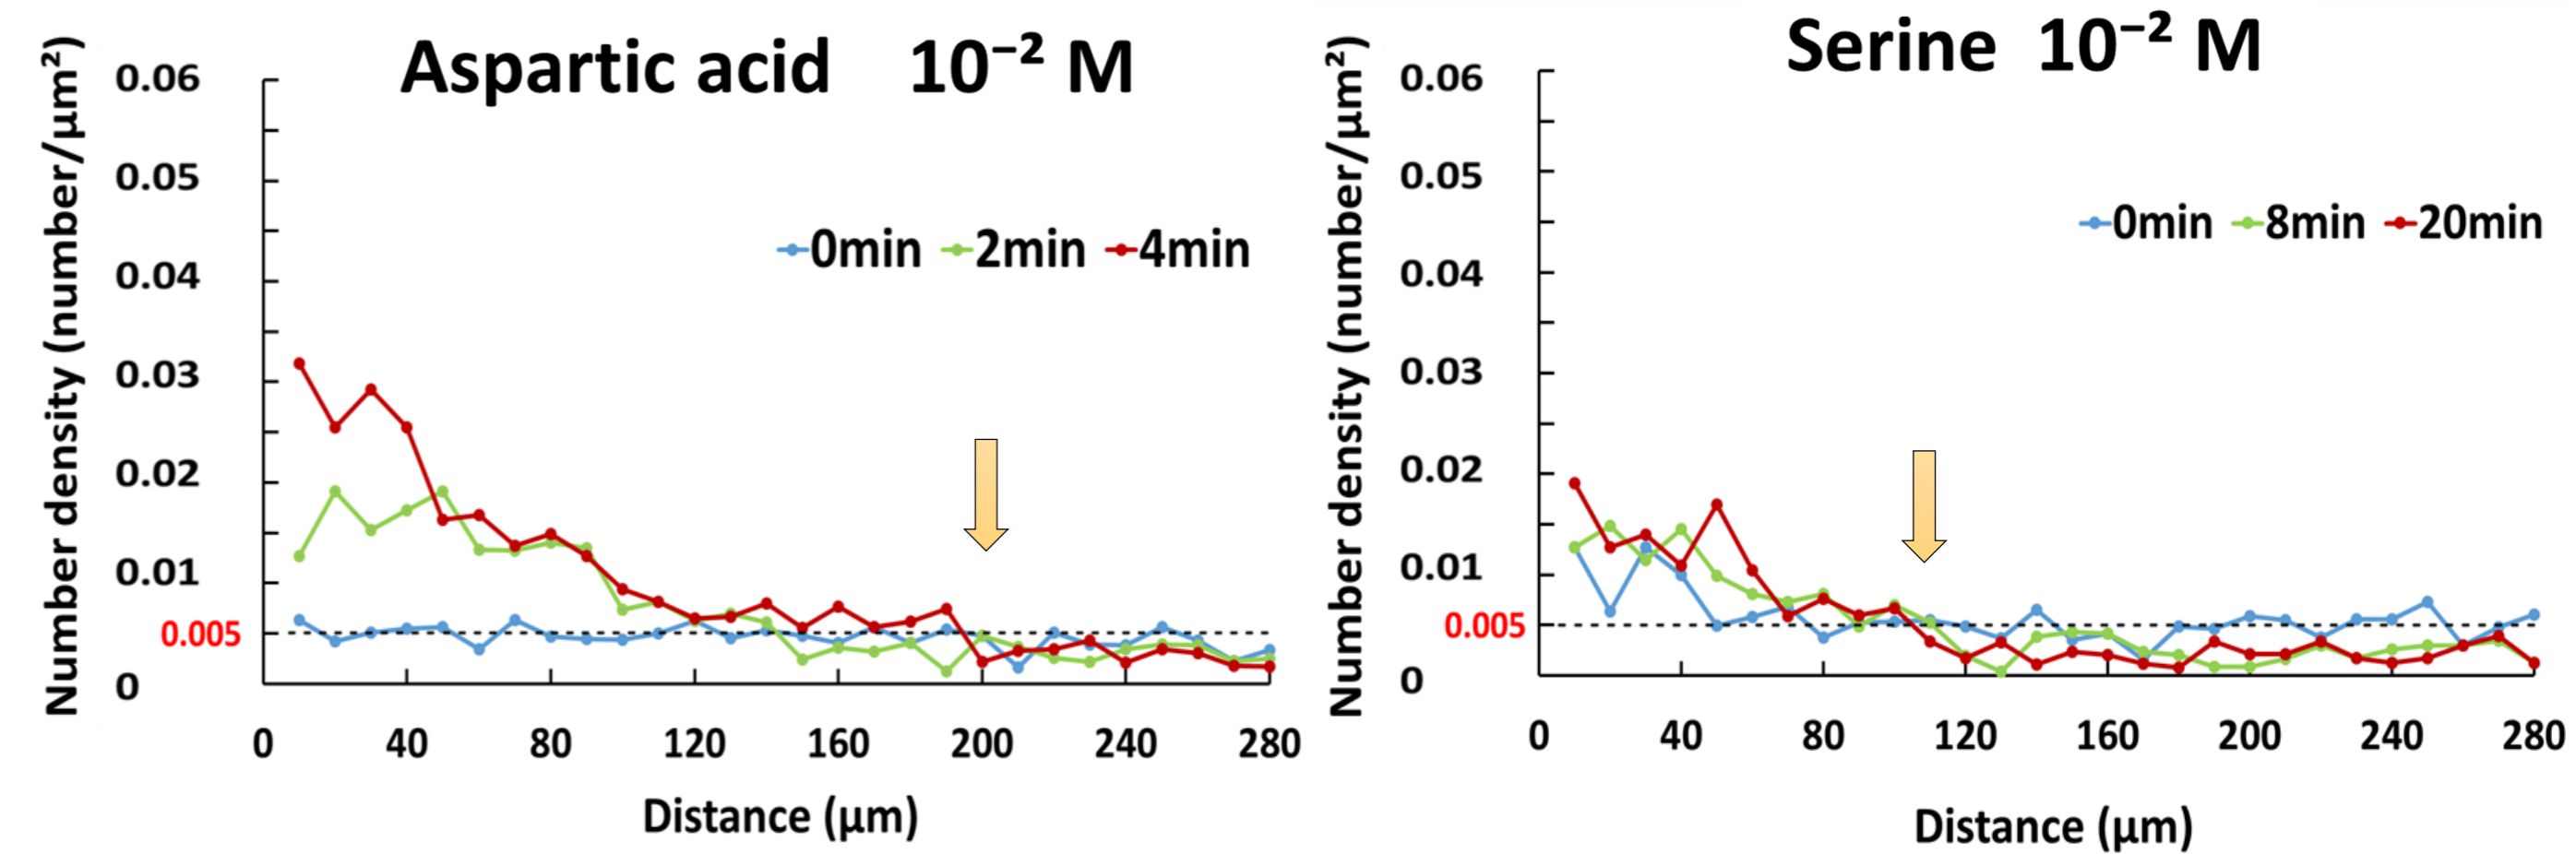 Aspartic acid 10⁻² M
Number density (number/µm²)
0.06
0.05
0.04
0.03
0.02
0.01
0.005
0
0min 2min 4min
0 40 80 120 160 200 240 280
Distance (µm)
Serine 10⁻² M
Number density (number/µm²)
0.06
0.05
0.04
0.03
0.02
0.01
0.005
0
0min 8min 20min
0 40 80 120 160 200 240 280
Distance (µm)